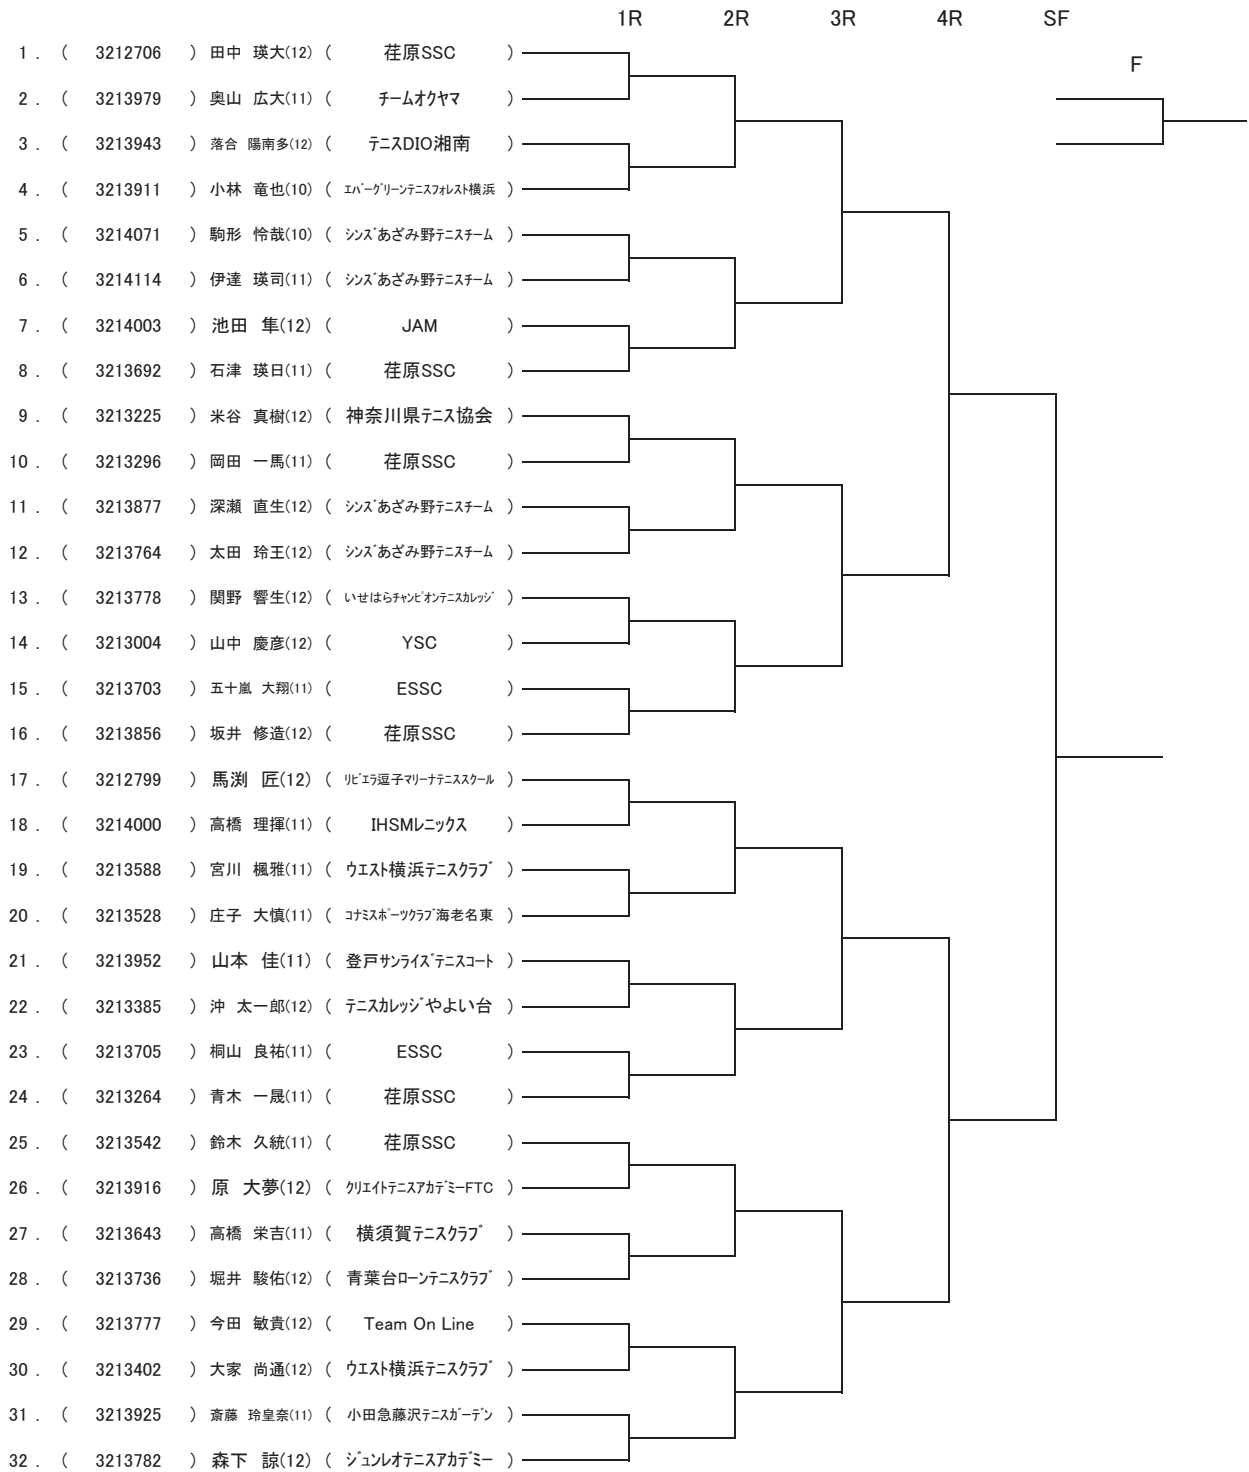 1R 2R 3R 4R SF
F
1 . ( 3212706 ) 田中 瑛大(12) ( 荏原SSC )
2 . ( 3213979 ) 奥山 広大(11) ( チームオクヤマ )
3 . ( 3213943 ) 落合 陽南多(12) ( テニスDIO湘南 )
4 . ( 3213911 ) 小林 竜也(10) ( エバーグリーンテニスフォレスト横浜 )
5 . ( 3214071 ) 駒形 怜哉(10) ( シンズあざみ野テニスチーム )
6 . ( 3214114 ) 伊達 瑛司(11) ( シンズあざみ野テニスチーム )
7 . ( 3214003 ) 池田 隼(12) ( JAM )
8 . ( 3213692 ) 石津 瑛日(11) ( 荏原SSC )
9 . ( 3213225 ) 米谷 真樹(12) ( 神奈川県テニス協会 )
10 . ( 3213296 ) 岡田 一馬(11) ( 荏原SSC )
11 . ( 3213877 ) 深瀬 直生(12) ( シンズあざみ野テニスチーム )
12 . ( 3213764 ) 太田 玲王(12) ( シンズあざみ野テニスチーム )
13 . ( 3213778 ) 関野 響生(12) ( いせはらチャンピオンテニスカレッジ )
14 . ( 3213004 ) 山中 慶彦(12) ( YSC )
15 . ( 3213703 ) 五十嵐 大翔(11) ( ESSC )
16 . ( 3213856 ) 坂井 修造(12) ( 荏原SSC )
17 . ( 3212799 ) 馬渕 匠(12) ( リビエラ逗子マリーナテニススクール )
18 . ( 3214000 ) 高橋 理揮(11) ( IHSMレニックス )
19 . ( 3213588 ) 宮川 楓雅(11) ( ウエスト横浜テニスクラブ )
20 . ( 3213528 ) 庄子 大慎(11) ( コナミスポーツクラブ海老名東 )
21 . ( 3213952 ) 山本 佳(11) ( 登戸サンライズテニスコート )
22 . ( 3213385 ) 沖 太一郎(12) ( テニスカレッジやよい台 )
23 . ( 3213705 ) 桐山 良祐(11) ( ESSC )
24 . ( 3213264 ) 青木 一晟(11) ( 荏原SSC )
25 . ( 3213542 ) 鈴木 久統(11) ( 荏原SSC )
26 . ( 3213916 ) 原 大夢(12) ( クリエイトテニスアカデミーFTC )
27 . ( 3213643 ) 高橋 栄吉(11) ( 横須賀テニスクラブ )
28 . ( 3213736 ) 堀井 駿佑(12) ( 青葉台ローンテニスクラブ )
29 . ( 3213777 ) 今田 敏貴(12) ( Team On Line )
30 . ( 3213402 ) 大家 尚通(12) ( ウエスト横浜テニスクラブ )
31 . ( 3213925 ) 斎藤 玲皇奈(11) ( 小田急藤沢テニスガーデン )
32 . ( 3213782 ) 森下 諒(12) ( ジュンレオテニスアカデミー )